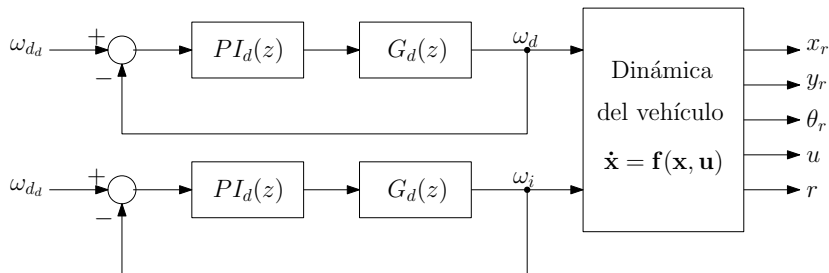 ω_{d_d} + − PI_d(z) G_d(z) ω_d
ω_{d_d} + − PI_d(z) G_d(z) ω_i
Dinámica
del vehículo
ẋ = f(x, u)
x_r
y_r
θ_r
u
r